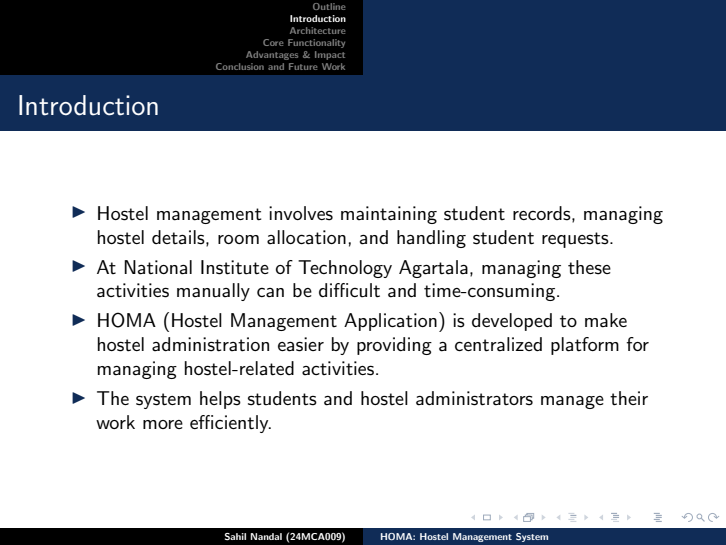 Outline
Introduction
Architecture
Core Functionality
Advantages & Impact
Conclusion and Future Work
Introduction
Hostel management involves maintaining student records, managing
hostel details, room allocation, and handling student requests.
At National Institute of Technology Agartala, managing these
activities manually can be difficult and time-consuming.
HOMA (Hostel Management Application) is developed to make
hostel administration easier by providing a centralized platform for
managing hostel-related activities.
The system helps students and hostel administrators manage their
work more efficiently.
Sahil Nandal (24MCA009)
HOMA: Hostel Management System